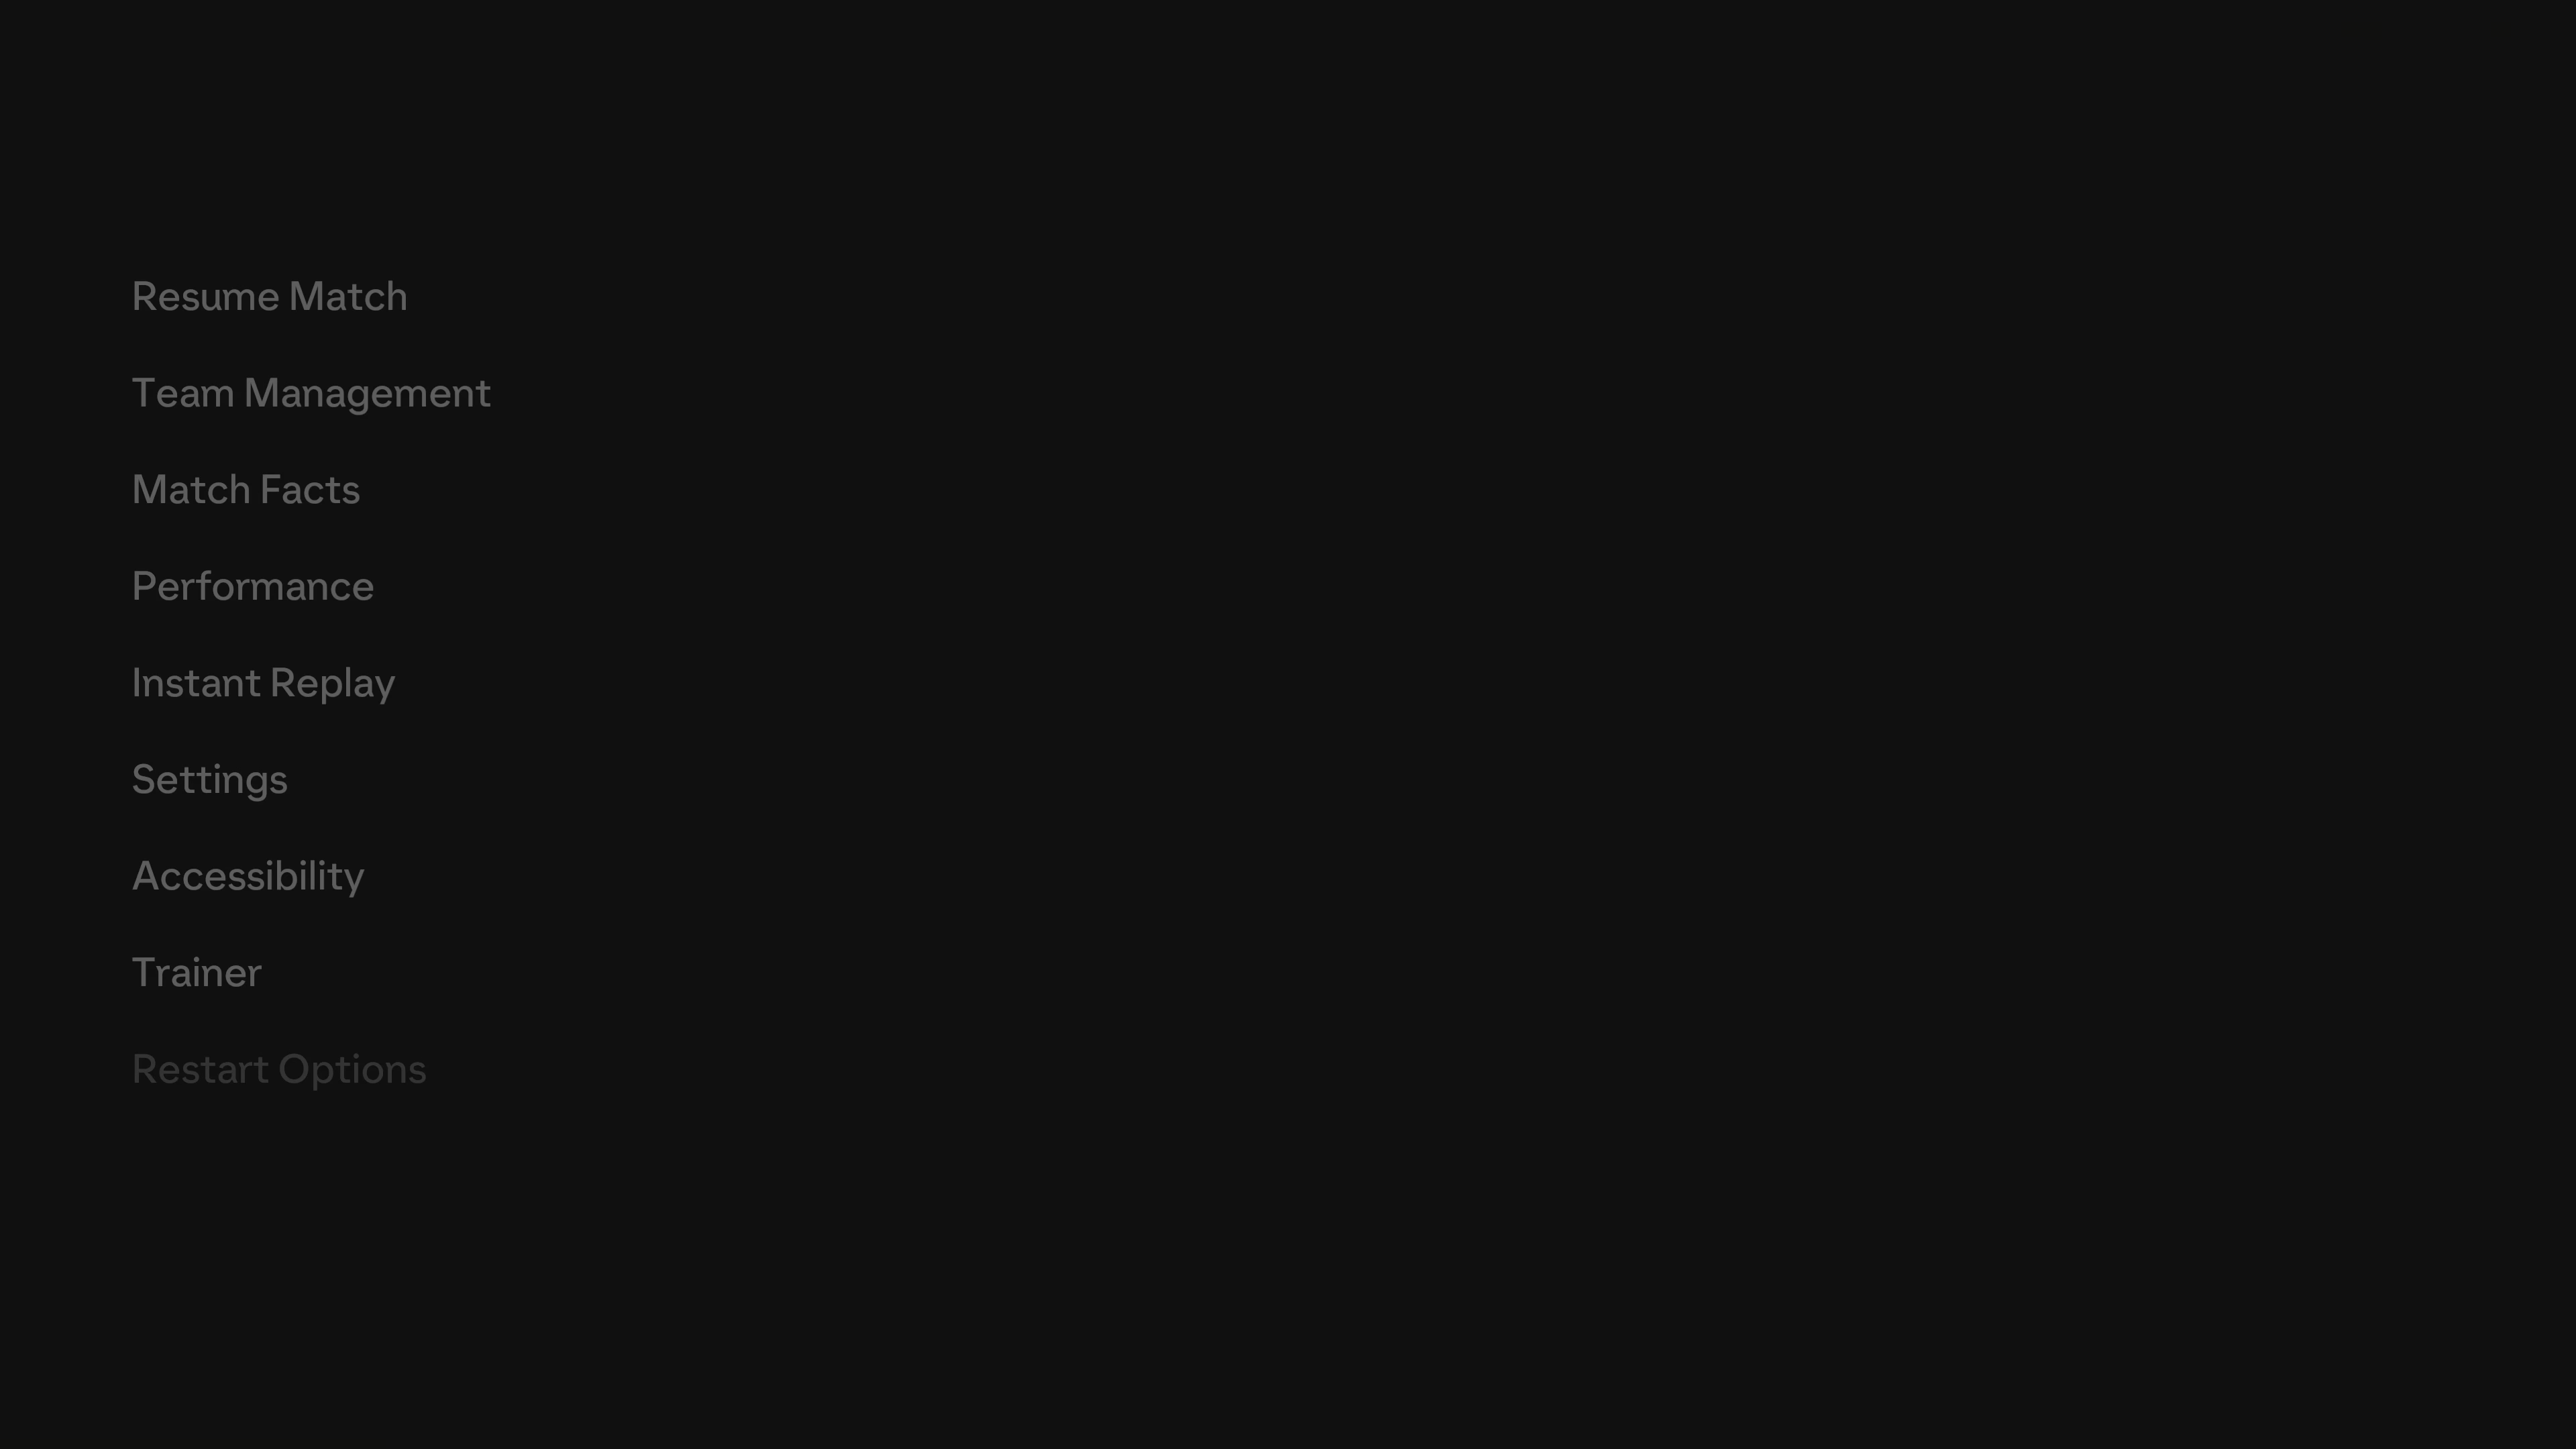 Resume Match
Team Management
Match Facts
Performance
Instant Replay
Settings
Accessibility
Trainer
Restart Options